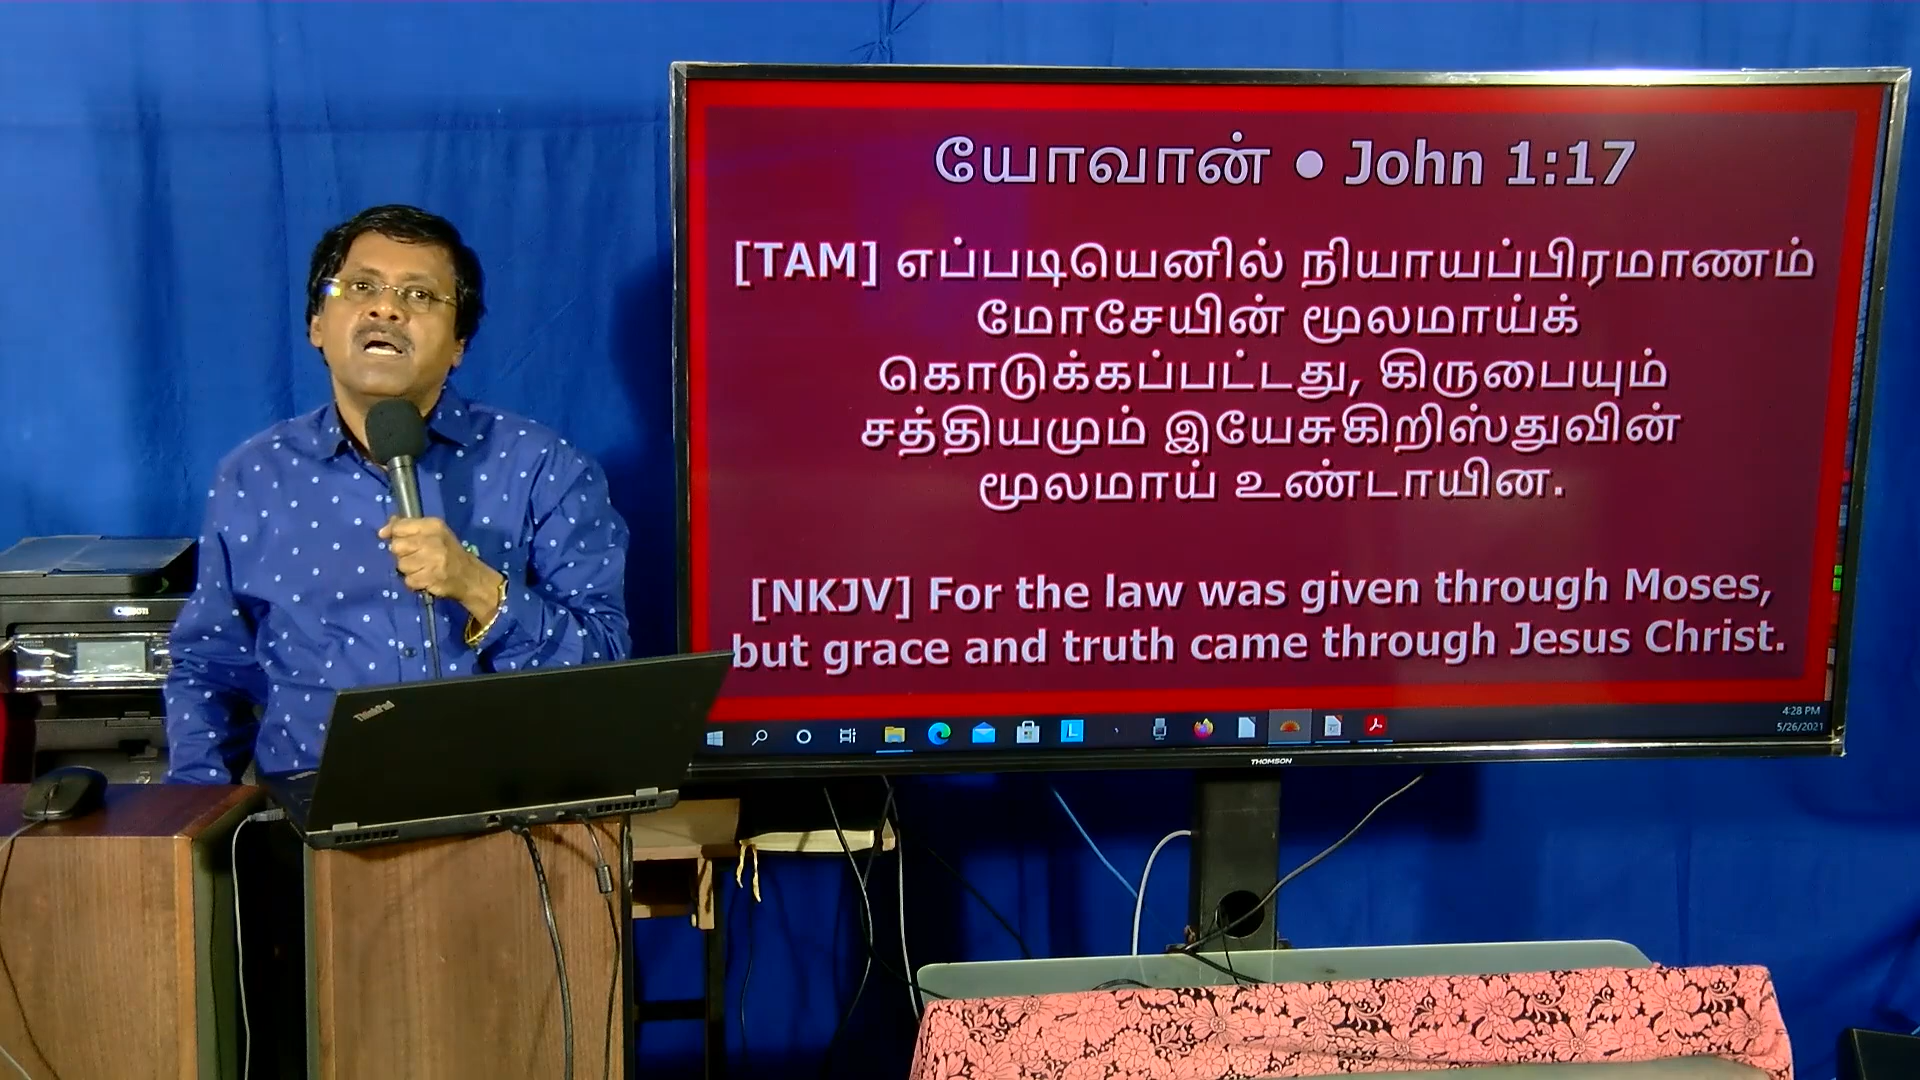 யோவான் • John 1:17
[TAM] எப்படியெனில் நியாயப்பிரமாணம்
மோசேயின் மூலமாய்க்
கொடுக்கப்பட்டது, கிருபையும்
சத்தியமும் இயேசுகிறிஸ்துவின்
மூலமாய் உண்டாயின.
[NKJV] For the law was given through Moses,
but grace and truth came through Jesus Christ.
4:28 PM
5/26/2021
THOMSON
ThinkPad
Canon